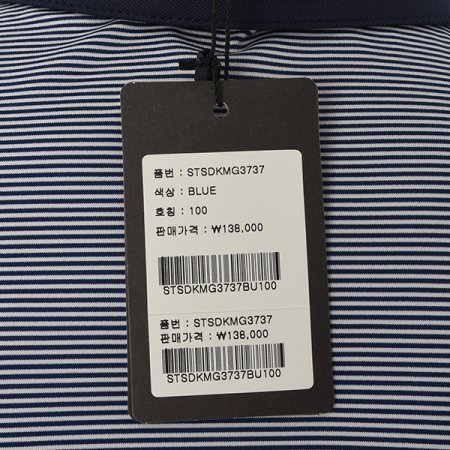 품번 : STSDKMG3737
색상 : BLUE
호칭 : 100
판매가격 : ₩138,000
STSDKMG3737BU100
품번 : STSDKMG3737
판매가격 : ₩138,000
STSDKMG3737BU100